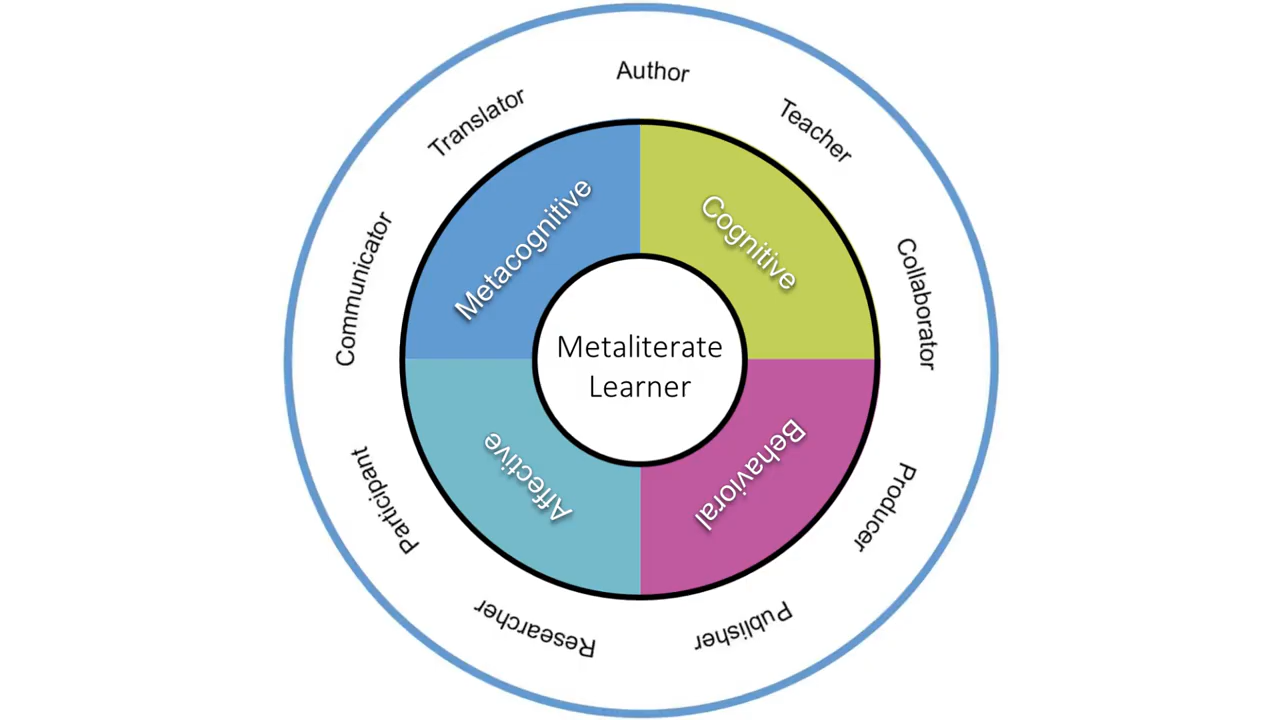 Author
Teacher
Collaborator
Producer
Publisher
Researcher
Participant
Communicator
Translator
Metacognitive
Cognitive
Behavioral
Affective
Metaliterate
Learner